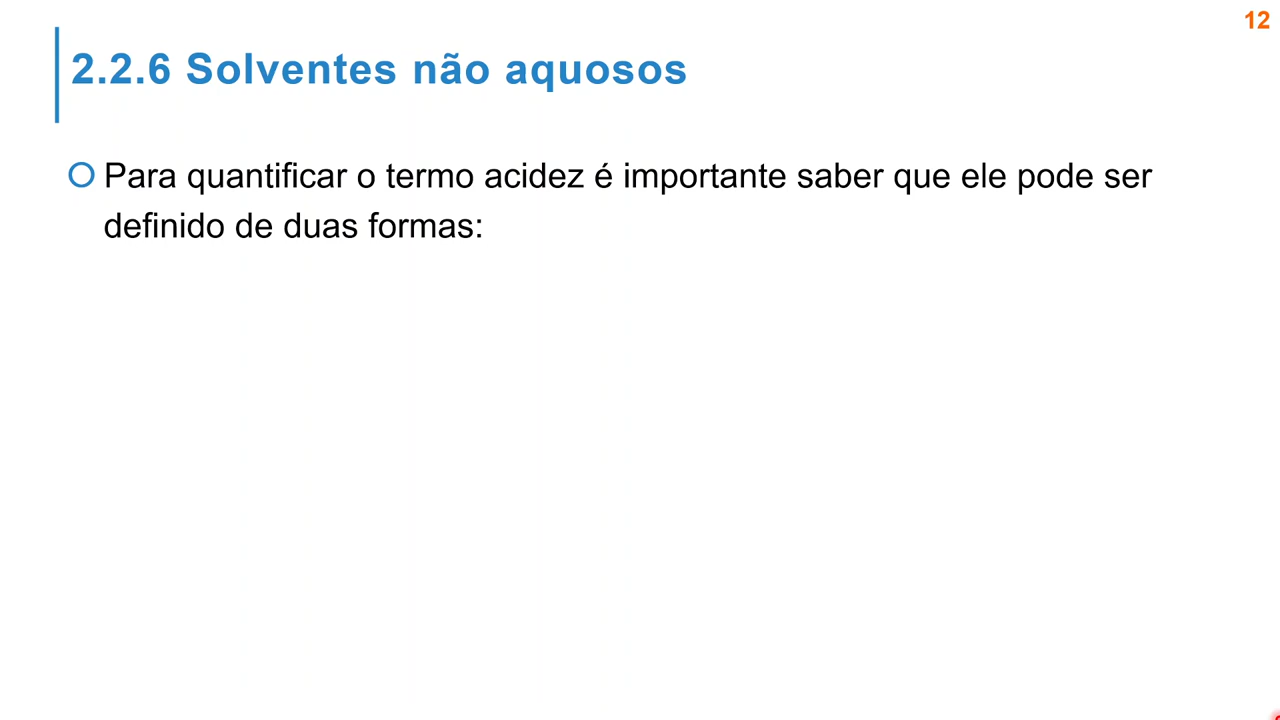 12
2.2.6 Solventes não aquosos
Para quantificar o termo acidez é importante saber que ele pode ser
definido de duas formas: